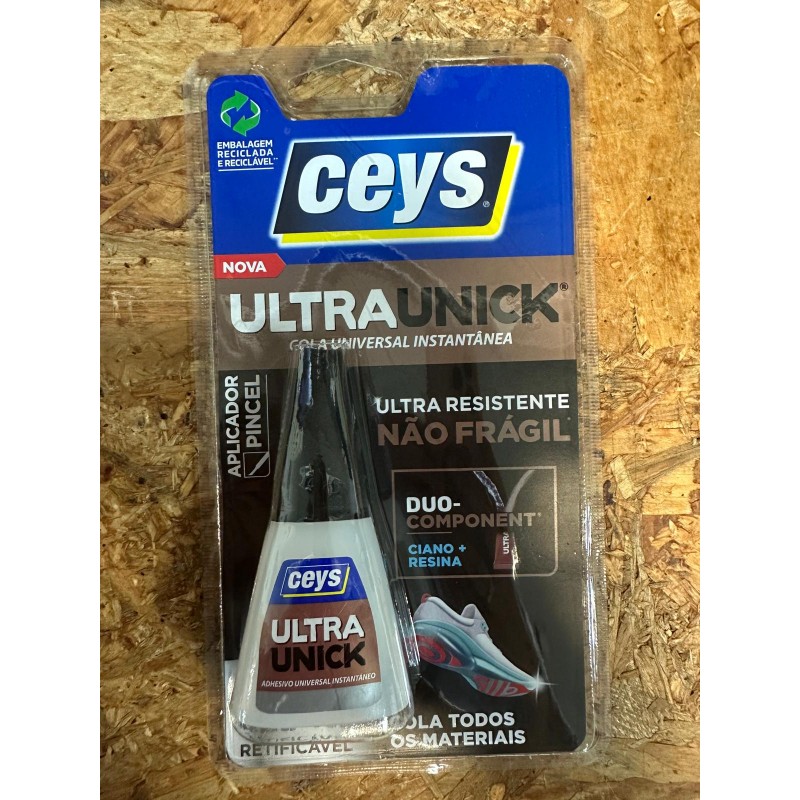 EMBALAGEM
RECICLADA
E RECICLÁVEL**
ceys®
NOVA
ULTRAUNICK®
COLA UNIVERSAL INSTANTÂNEA
APLICADOR
PINCEL
ULTRA RESISTENTE
NÃO FRÁGIL
DUO-
COMPONENT*
CIANO +
RESINA
ULTRA
ceys
ULTRA
UNICK
ADHESIVO UNIVERSAL INSTANTÁNEO
RETIFICÁVEL
COLA TODOS
OS MATERIAIS